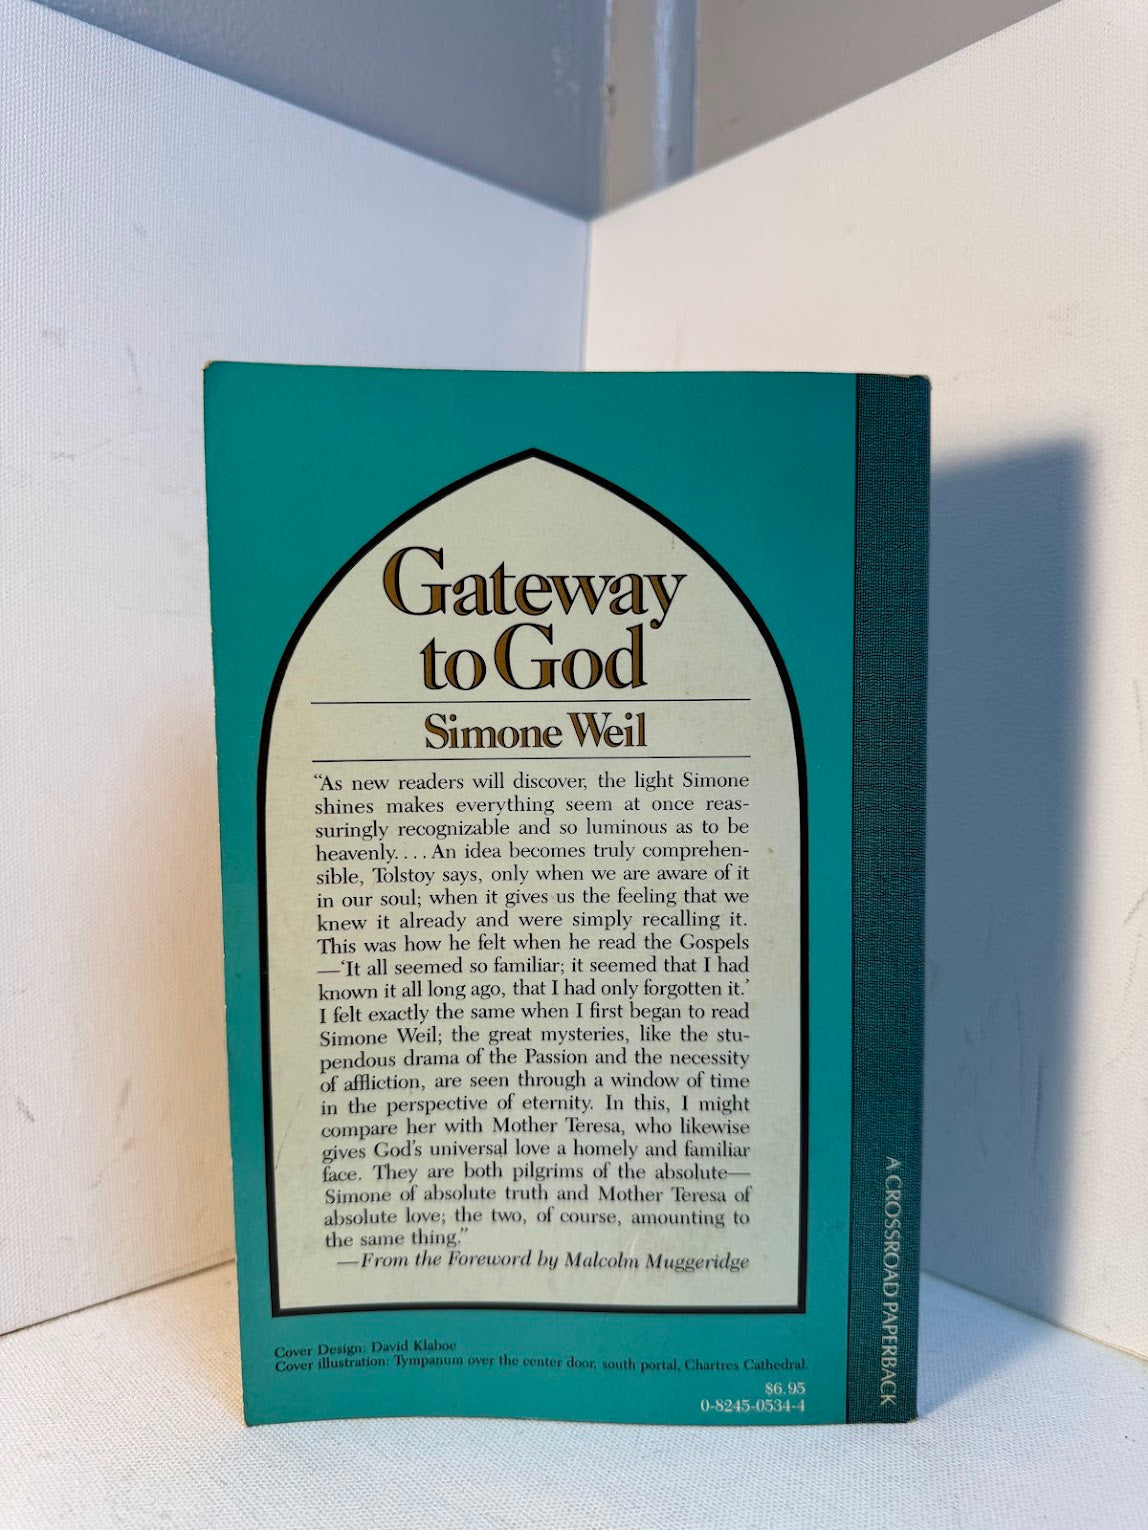 Gateway
to God
Simone Weil
“As new readers will discover, the light Simone
shines makes everything seem at once reas-
suringly recognizable and so luminous as to be
heavenly. . . . An idea becomes truly comprehen-
sible, Tolstoy says, only when we are aware of it
in our soul; when it gives us the feeling that we
knew it already and were simply recalling it.
This was how he felt when he read the Gospels
—‘It all seemed so familiar; it seemed that I had
known it all long ago, that I had only forgotten it.’
I felt exactly the same when I first began to read
Simone Weil; the great mysteries, like the stu-
pendous drama of the Passion and the necessity
of affliction, are seen through a window of time
in the perspective of eternity. In this, I might
compare her with Mother Teresa, who likewise
gives God’s universal love a homely and familiar
face. They are both pilgrims of the absolute—
Simone of absolute truth and Mother Teresa of
absolute love; the two, of course, amounting to
the same thing.”
—From the Foreword by Malcolm Muggeridge
Cover Design: David Klaboe
Cover illustration: Tympanum over the center door, south portal, Chartres Cathedral.
$6.95
0-8245-0534-4
A CROSSROAD PAPERBACK